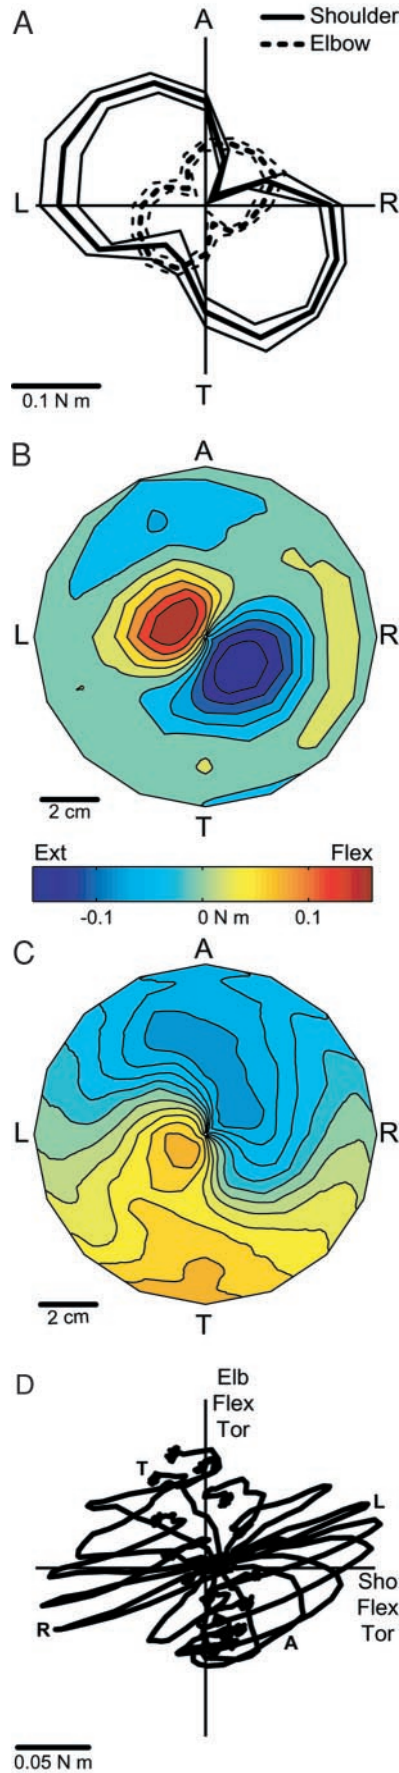 A
A
Shoulder
Elbow
L
R
T
0.1 N m
B
A
L
R
2 cm
T
Ext
Flex
-0.1
0 N m
0.1
C
A
L
R
2 cm
T
D
Elb
Flex
Tor
T
L
Sho
Flex
Tor
R
A
0.05 N m